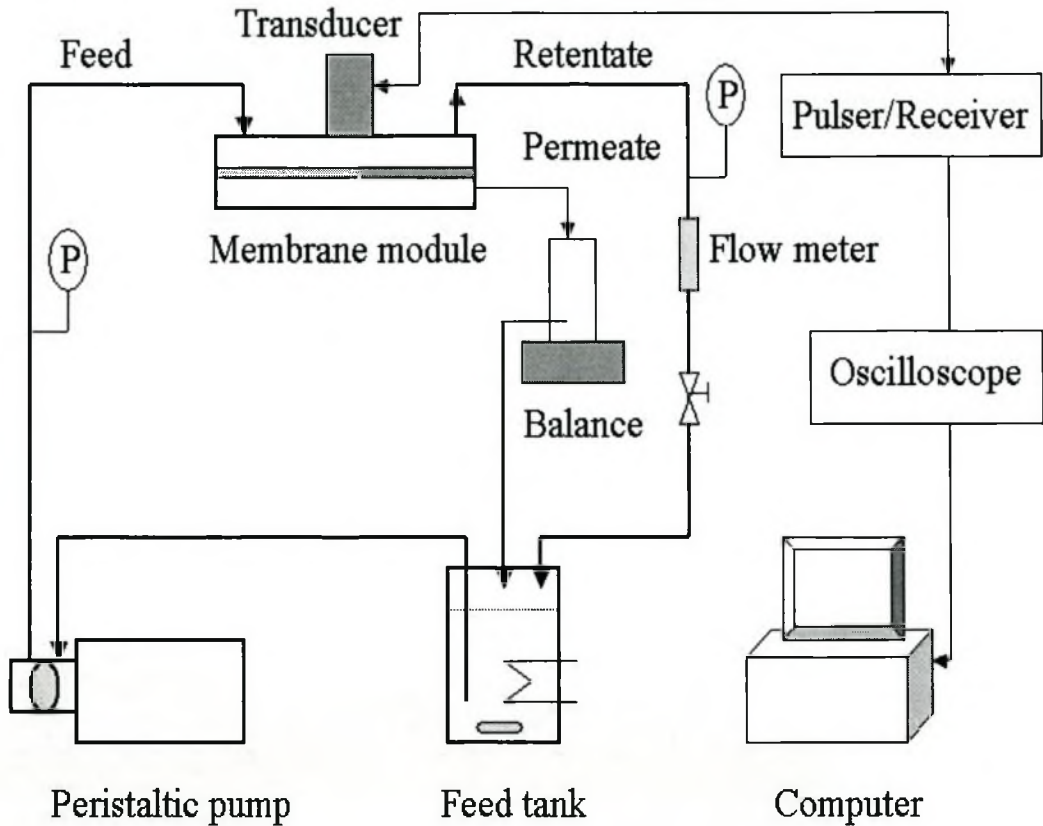 Transducer
Feed
Retentate
P
Pulser/Receiver
Permeate
Membrane module
P
Flow meter
Oscilloscope
Balance
Peristaltic pump
Feed tank
Computer